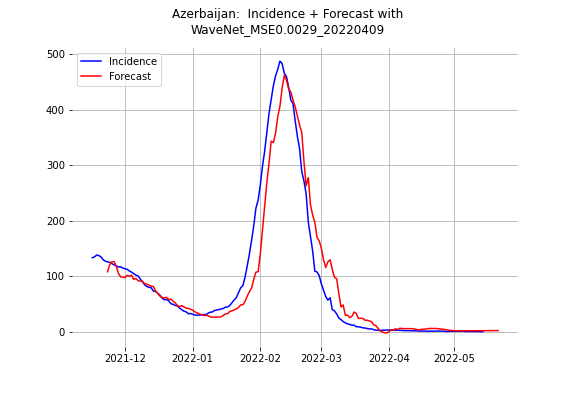 Azerbaijan:  Incidence + Forecast with
WaveNet_MSE0.0029_20220409
500
400
300
200
100
0
Incidence
Forecast
2021-12 2022-01 2022-02 2022-03 2022-04 2022-05